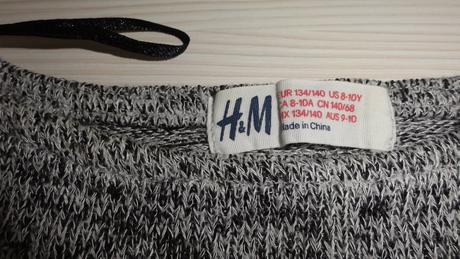 H&M
EUR 134/140 US 8-10Y
CA 8-10A CN 140/68
MX 134/140 AUS 9-10
Made in China